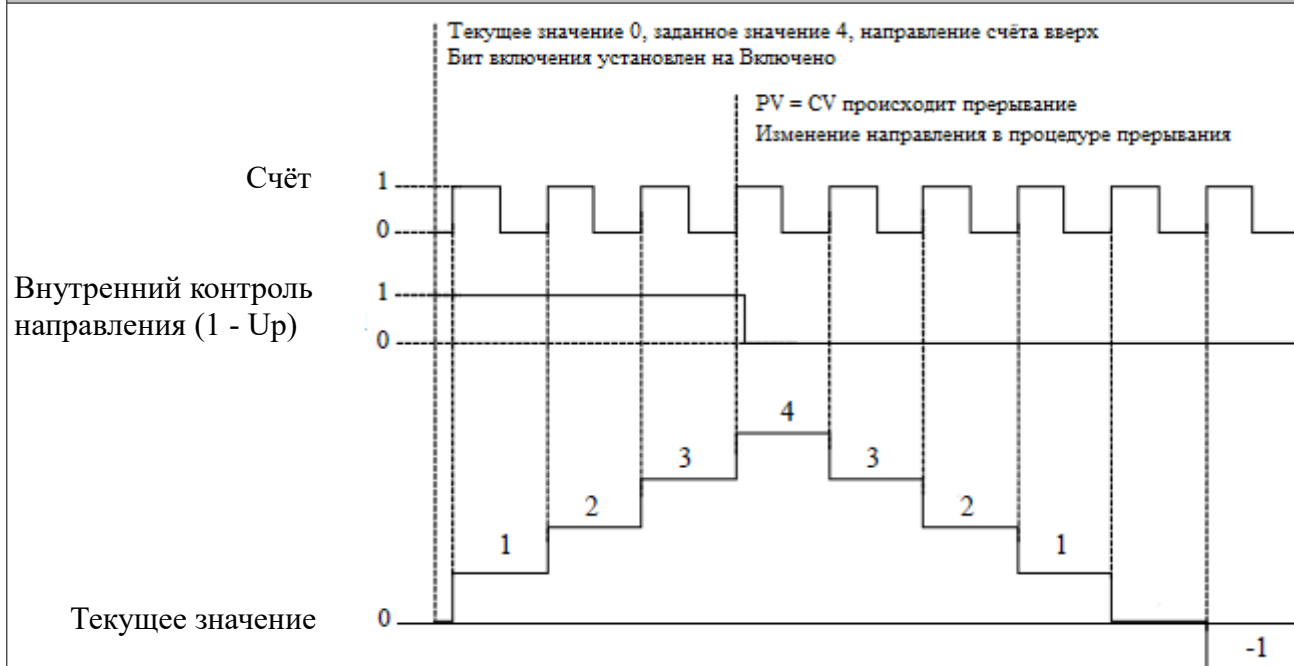 Текущее значение 0, заданное значение 4, направление счёта вверх
Бит включения установлен на Включено
PV = CV происходит прерывание
Изменение направления в процедуре прерывания
Счёт
1
0
Внутренний контроль
направления (1 - Up)
1
0
4
3
3
2
2
1
1
Текущее значение
0
-1